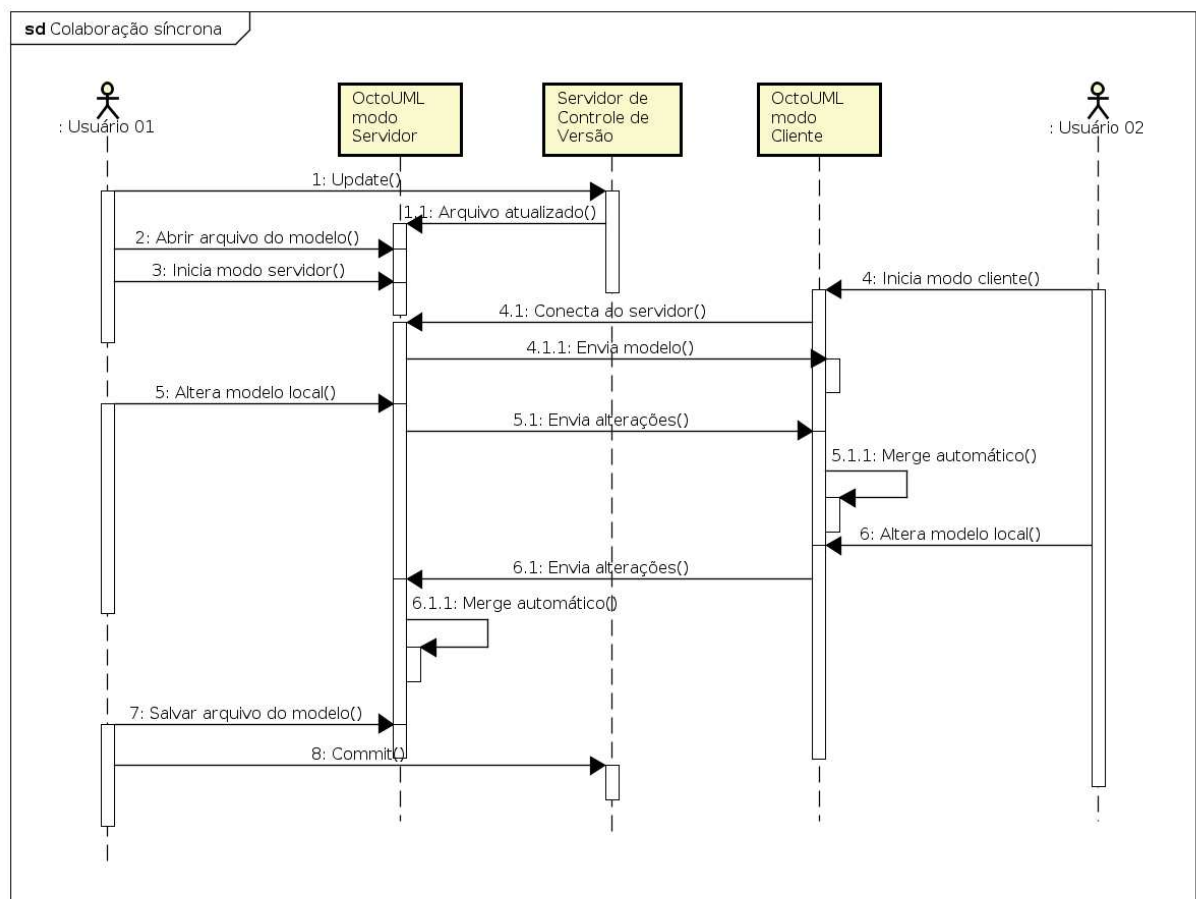 sd Colaboração síncrona
: Usuário 01
OctoUML
modo
Servidor
Servidor de
Controle de
Versão
OctoUML
modo
Cliente
: Usuário 02
1: Update()
1.1: Arquivo atualizado()
2: Abrir arquivo do modelo()
3: Inicia modo servidor()
4: Inicia modo cliente()
4.1: Conecta ao servidor()
4.1.1: Envia modelo()
5: Altera modelo local()
5.1: Envia alterações()
5.1.1: Merge automático()
6: Altera modelo local()
6.1: Envia alterações()
6.1.1: Merge automático()
7: Salvar arquivo do modelo()
8: Commit()